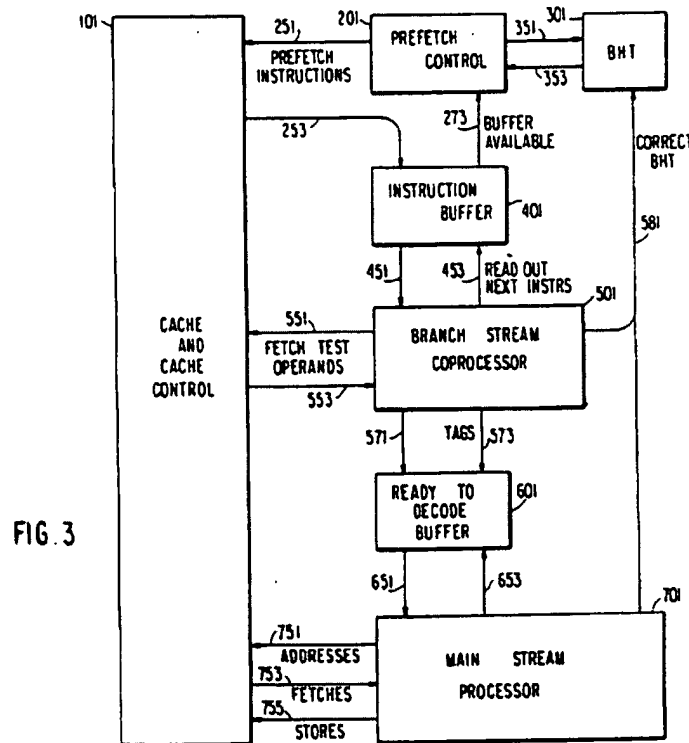 101
251
PREFETCH
INSTRUCTIONS
201
PREFETCH
CONTROL
351
353
301
BHT
253
273
BUFFER
AVAILABLE
CORRECT
BHT
INSTRUCTION
BUFFER
401
581
451
453
READ OUT
NEXT INSTRS
501
CACHE
AND
CACHE
CONTROL
551
FETCH TEST
OPERANDS
553
BRANCH STREAM
COPROCESSOR
571
TAGS
573
READY TO
DECODE
BUFFER
601
FIG. 3
651
653
701
751
ADDRESSES
753
FETCHES
755
STORES
MAIN STREAM
PROCESSOR